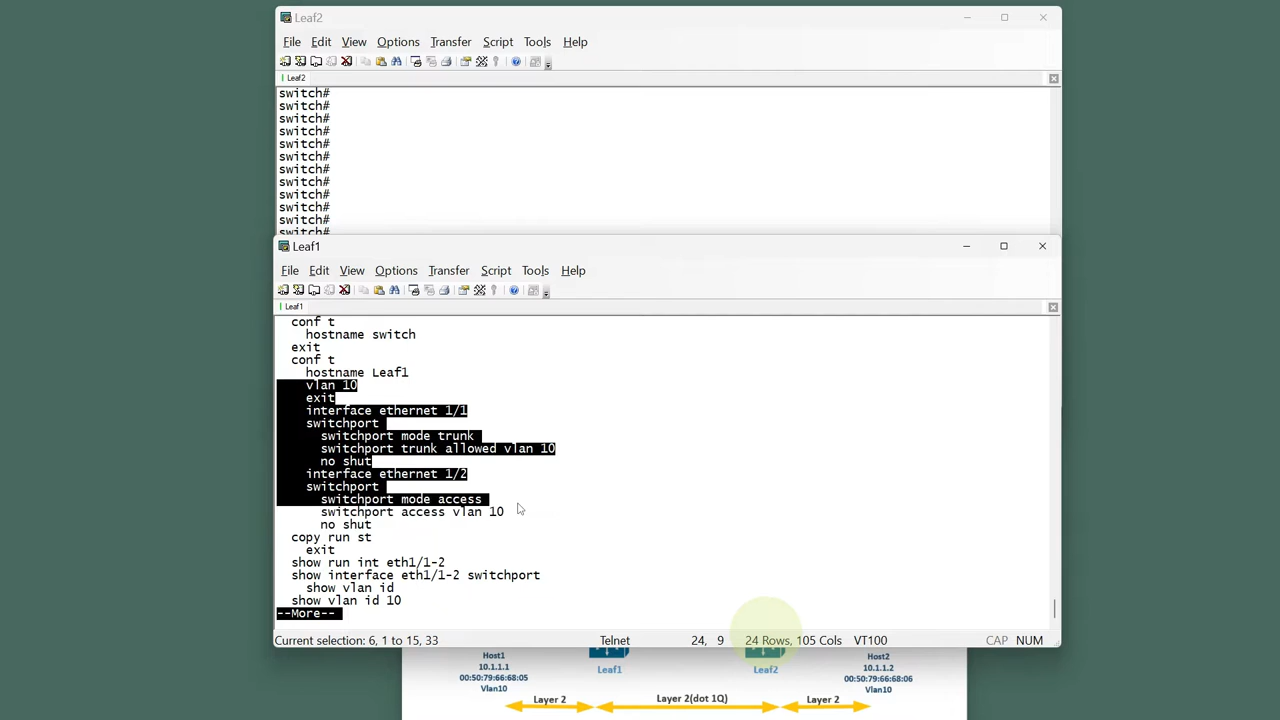 Leaf2
File Edit View Options Transfer Script Tools Help
Leaf2
switch#
switch#
switch#
switch#
switch#
switch#
switch#
switch#
switch#
switch#
switch#
switch#
Leaf1
File Edit View Options Transfer Script Tools Help
Leaf1
conf t
hostname switch
exit
conf t
hostname Leaf1
vlan 10
exit
interface ethernet 1/1
switchport
switchport mode trunk
switchport trunk allowed vlan 10
no shut
interface ethernet 1/2
switchport
switchport mode access
switchport access vlan 10
no shut
copy run st
exit
show run int eth1/1-2
show interface eth1/1-2 switchport
show vlan id
show vlan id 10
--More--
Current selection: 6, 1 to 15, 33 Telnet 24, 9 24 Rows, 105 Cols VT100 CAP NUM
Host1
10.1.1.1
00:50:79:66:68:05
Vlan10
Leaf1
Leaf2
Host2
10.1.1.2
00:50:79:66:68:06
Vlan10
Layer 2
Layer 2(dot 1Q)
Layer 2